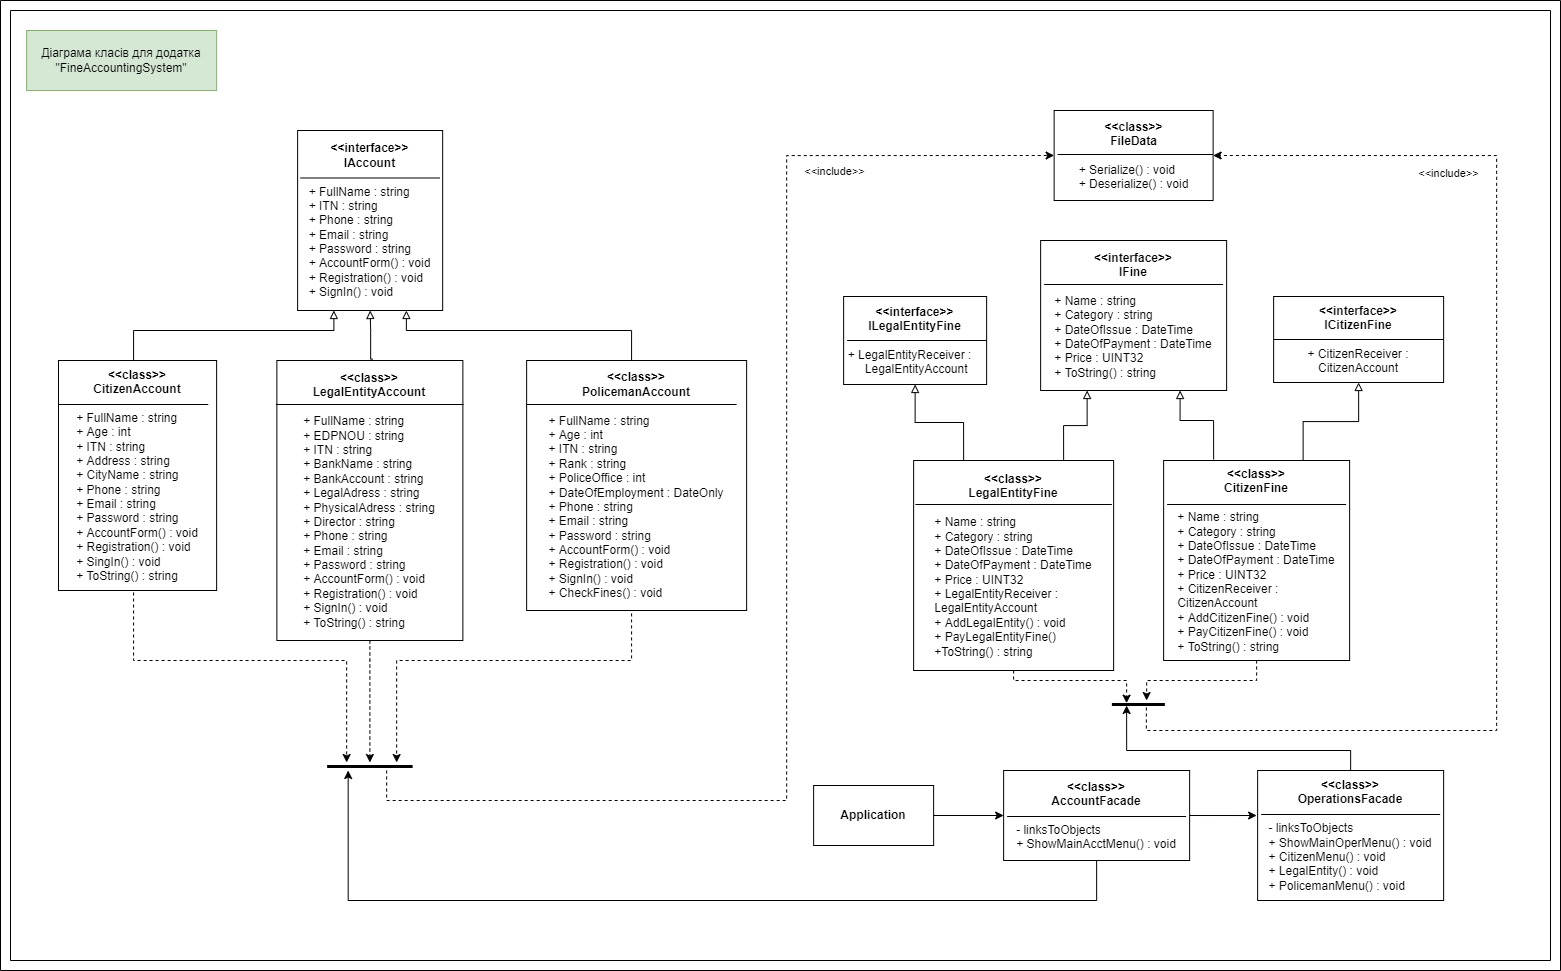 Діаграма класів для додатка
"FineAccountingSystem"
<<interface>>
IAccount
+ FullName : string
+ ITN : string
+ Phone : string
+ Email : string
+ Password : string
+ AccountForm() : void
+ Registration() : void
+ SignIn() : void
<<class>>
CitizenAccount
+ FullName : string
+ Age : int
+ ITN : string
+ Address : string
+ CityName : string
+ Phone : string
+ Email : string
+ Password : string
+ AccountForm() : void
+ Registration() : void
+ SingIn() : void
+ ToString() : string
<<class>>
LegalEntityAccount
+ FullName : string
+ EDPNOU : string
+ ITN : string
+ BankName : string
+ BankAccount : string
+ LegalAdress : string
+ PhysicalAdress : string
+ Director : string
+ Phone : string
+ Email : string
+ Password : string
+ AccountForm() : void
+ Registration() : void
+ SignIn() : void
+ ToString() : string
<<class>>
PolicemanAccount
+ FullName : string
+ Age : int
+ ITN : string
+ Rank : string
+ PoliceOffice : int
+ DateOfEmployment : DateOnly
+ Phone : string
+ Email : string
+ Password : string
+ AccountForm() : void
+ Registration() : void
+ SignIn() : void
+ CheckFines() : void
<<include>>
<<class>>
FileData
+ Serialize() : void
+ Deserialize() : void
<<include>>
<<interface>>
ILegalEntityFine
+ LegalEntityReceiver :
LegalEntityAccount
<<interface>>
IFine
+ Name : string
+ Category : string
+ DateOfIssue : DateTime
+ DateOfPayment : DateTime
+ Price : UINT32
+ ToString() : string
<<interface>>
ICitizenFine
+ CitizenReceiver :
CitizenAccount
<<class>>
LegalEntityFine
+ Name : string
+ Category : string
+ DateOfIssue : DateTime
+ DateOfPayment : DateTime
+ Price : UINT32
+ LegalEntityReceiver :
LegalEntityAccount
+ AddLegalEntity() : void
+ PayLegalEntityFine()
+ToString() : string
<<class>>
CitizenFine
+ Name : string
+ Category : string
+ DateOfIssue : DateTime
+ DateOfPayment : DateTime
+ Price : UINT32
+ CitizenReceiver :
CitizenAccount
+ AddCitizenFine() : void
+ PayCitizenFine() : void
+ ToString() : string
Application
<<class>>
AccountFacade
- linksToObjects
+ ShowMainAcctMenu() : void
<<class>>
OperationsFacade
- linksToObjects
+ ShowMainOperMenu() : void
+ CitizenMenu() : void
+ LegalEntity() : void
+ PolicemanMenu() : void